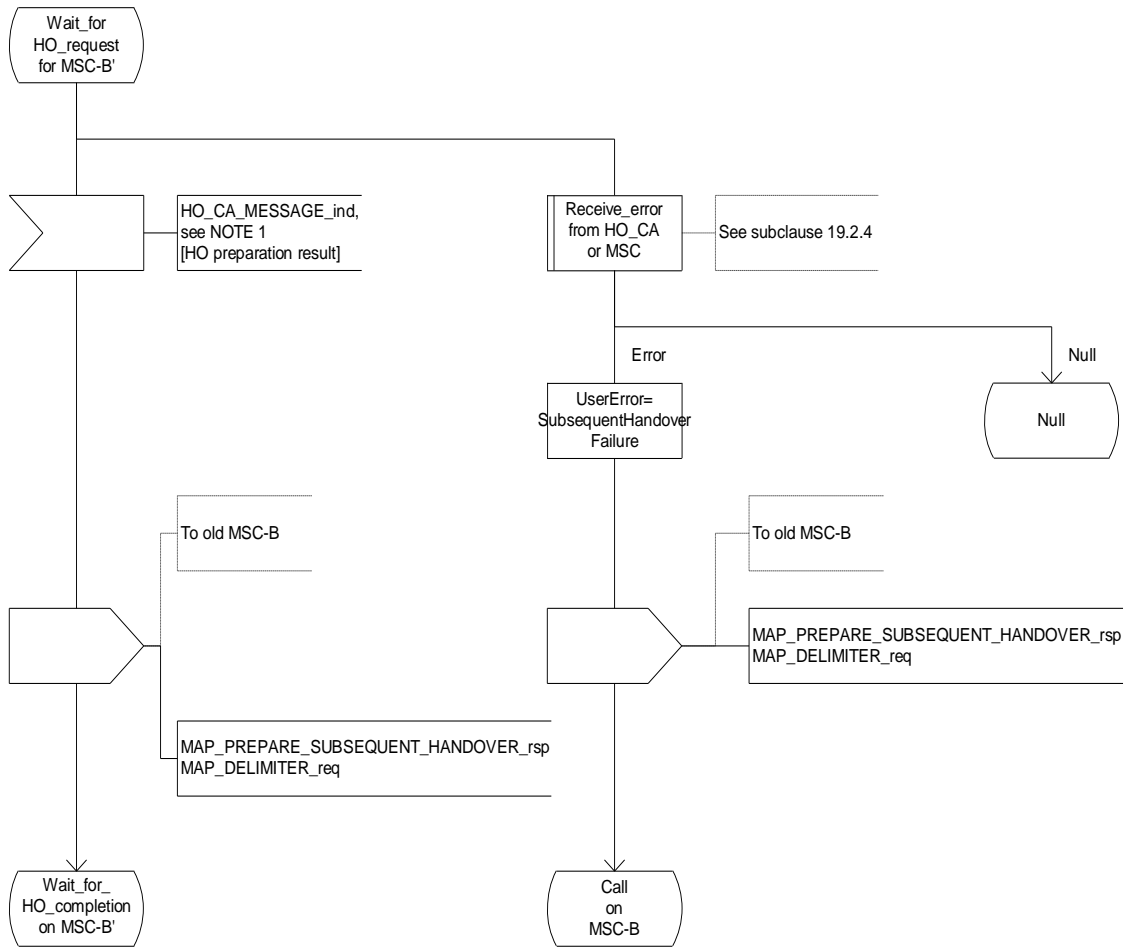 Wait_for
HO_request
for MSC-B'
HO_CA_MESSAGE_ind,
see NOTE 1
[HO preparation result]
Receive_error
from HO_CA
or MSC
See subclause 19.2.4
Error
Null
UserError=
SubsequentHandover
Failure
Null
To old MSC-B
To old MSC-B
MAP_PREPARE_SUBSEQUENT_HANDOVER_rsp
MAP_DELIMITER_req
MAP_PREPARE_SUBSEQUENT_HANDOVER_rsp
MAP_DELIMITER_req
Wait_for_
HO_completion
on MSC-B'
Call
on
MSC-B